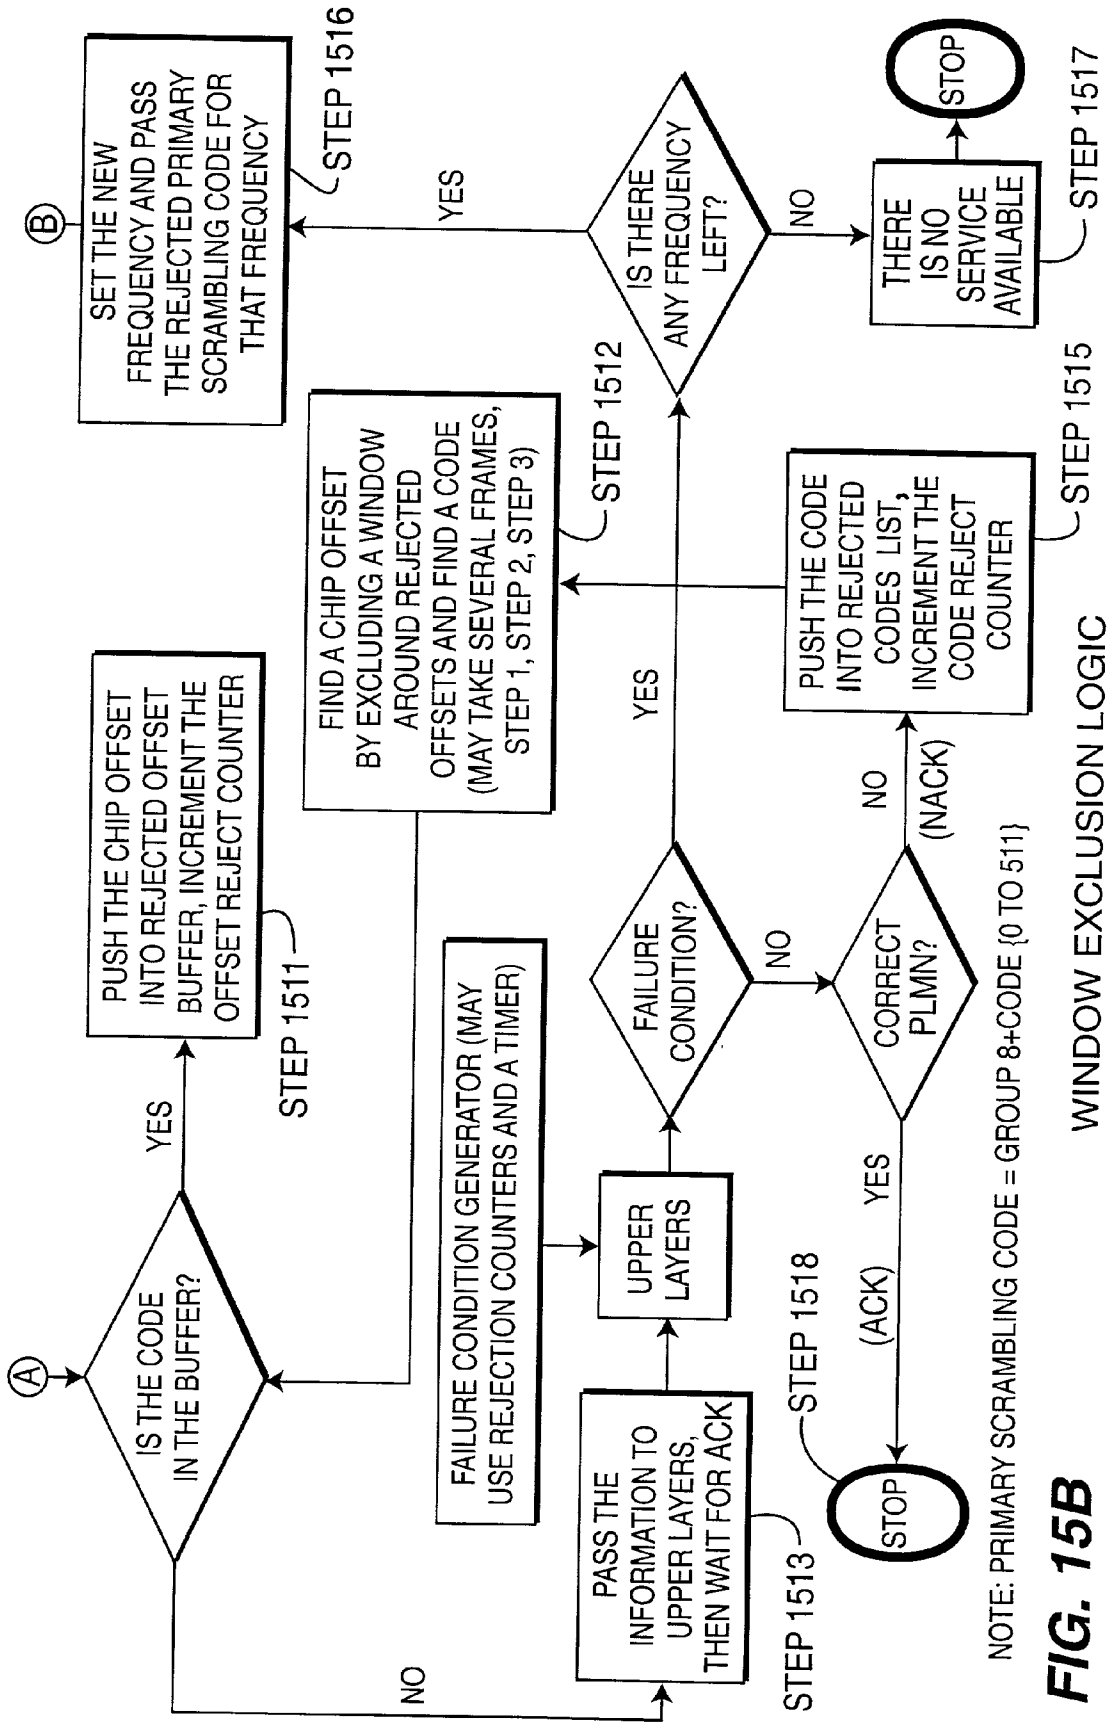 A
IS THE CODE
IN THE BUFFER?
YES
NO
PUSH THE CHIP OFFSET
INTO REJECTED OFFSET
BUFFER, INCREMENT THE
OFFSET REJECT COUNTER
STEP 1511
B
SET THE NEW
FREQUENCY AND PASS
THE REJECTED PRIMARY
SCRAMBLING CODE FOR
THAT FREQUENCY
STEP 1516
FIND A CHIP OFFSET
BY EXCLUDING A WINDOW
AROUND REJECTED
OFFSETS AND FIND A CODE
(MAY TAKE SEVERAL FRAMES,
STEP 1, STEP 2, STEP 3)
STEP 1512
FAILURE CONDITION GENERATOR (MAY
USE REJECTION COUNTERS AND A TIMER)
PASS THE
INFORMATION TO
UPPER LAYERS,
THEN WAIT FOR ACK
STEP 1513
UPPER
LAYERS
FAILURE
CONDITION?
YES
NO
IS THERE
ANY FREQUENCY
LEFT?
YES
NO
CORRECT
PLMN?
YES
(ACK)
NO
(NACK)
PUSH THE CODE
INTO REJECTED
CODES LIST,
INCREMENT THE
CODE REJECT
COUNTER
STEP 1515
THERE
IS NO
SERVICE
AVAILABLE
STEP 1517
STOP
STOP
STEP 1518
NOTE: PRIMARY SCRAMBLING CODE = GROUP 8+CODE {0 TO 511}
FIG. 15B
WINDOW EXCLUSION LOGIC